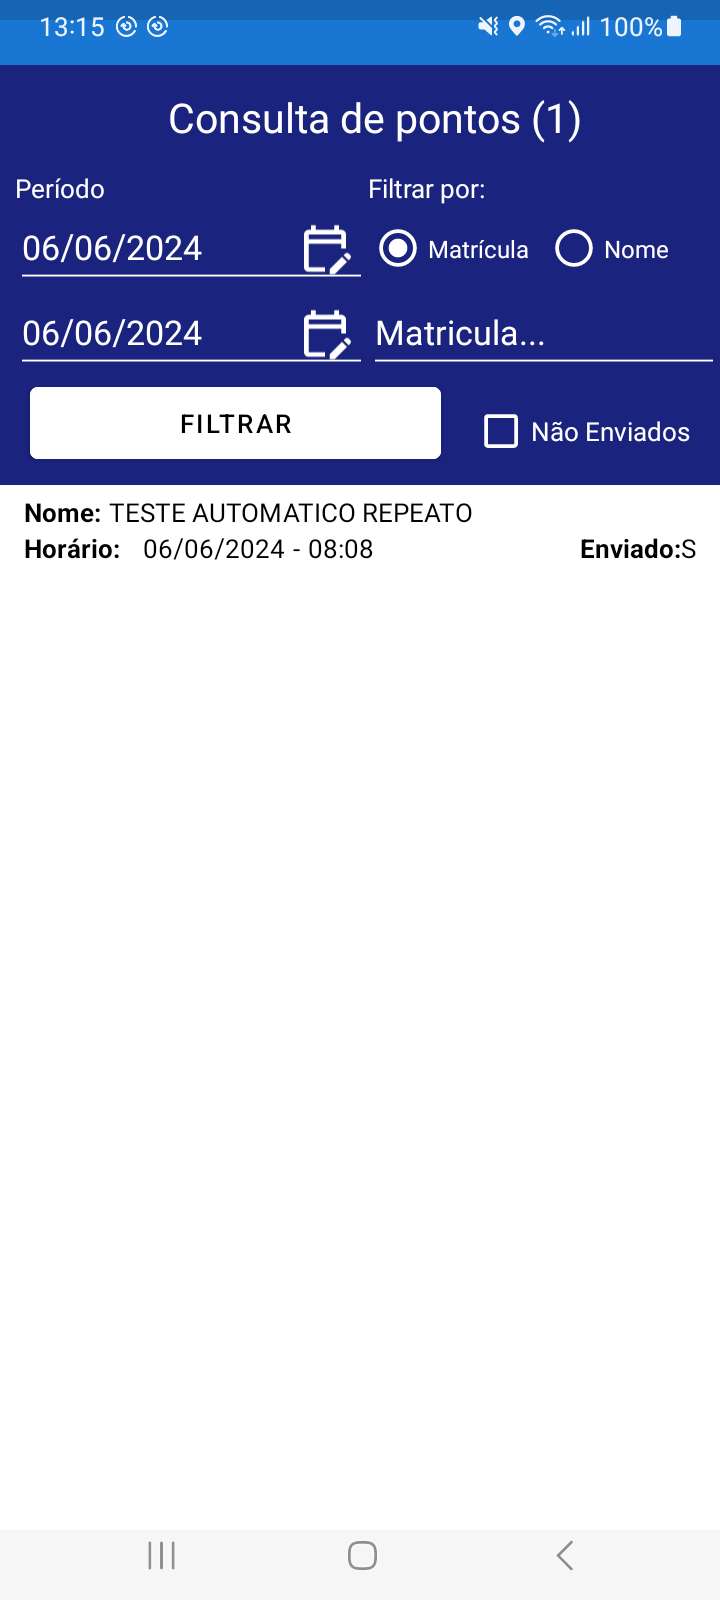 13:15 100%
Consulta de pontos (1)
Período Filtrar por:
06/06/2024 Matrícula Nome
06/06/2024 Matricula...
FILTRAR Não Enviados
Nome: TESTE AUTOMATICO REPEATO
Horário: 06/06/2024 - 08:08 Enviado:S